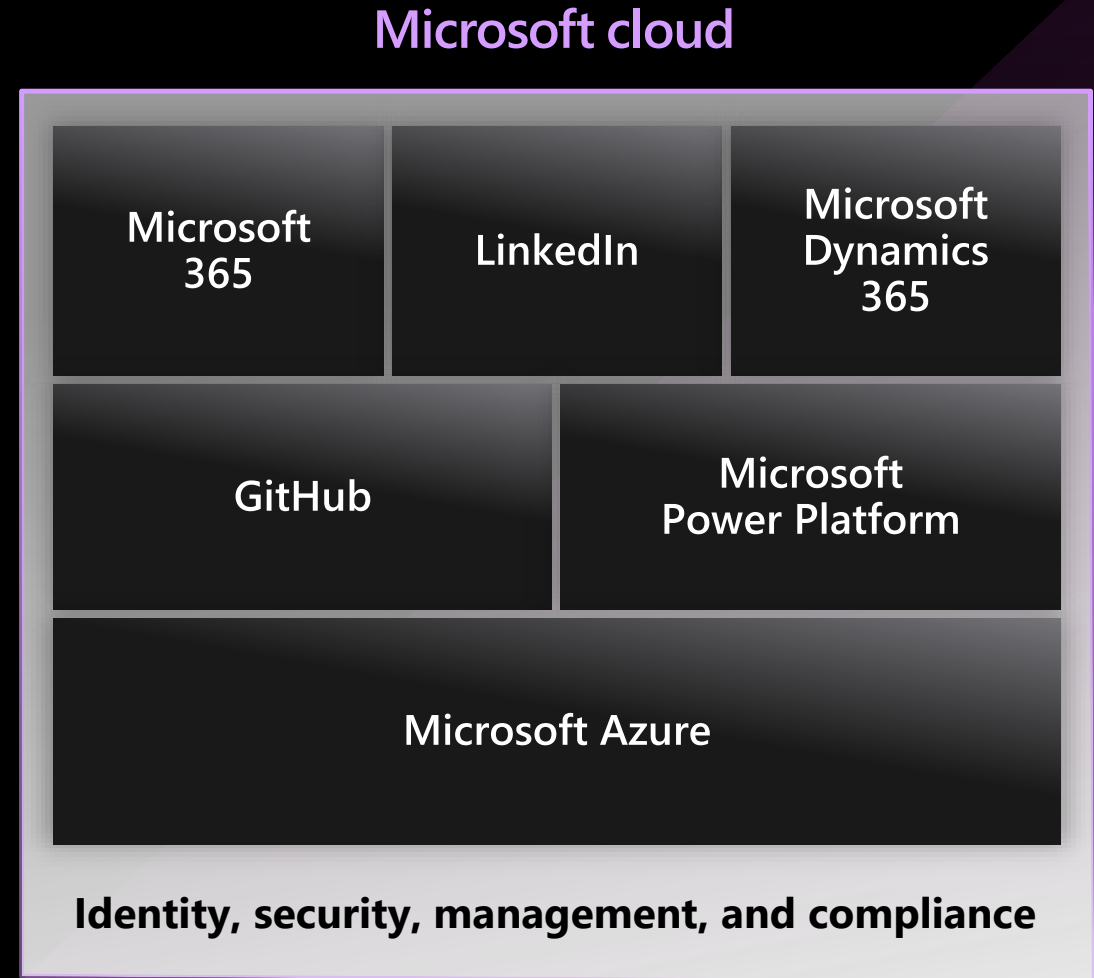 Microsoft cloud
Microsoft
365
LinkedIn
Microsoft
Dynamics
365
GitHub
Microsoft
Power Platform
Microsoft Azure
Identity, security, management, and compliance